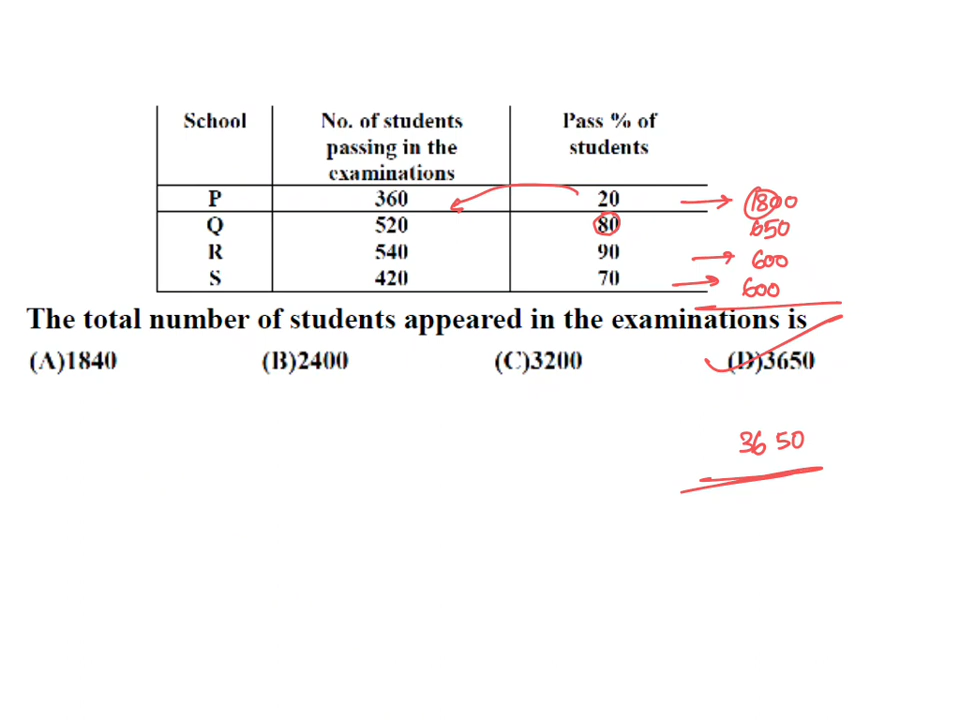 School No. of students Pass % of
passing in the students
examinations
P 360 20 1800
Q 520 80 650
R 540 90 600
S 420 70 600
The total number of students appeared in the examinations is
(A)1840 (B)2400 (C)3200 (D)3650
3650